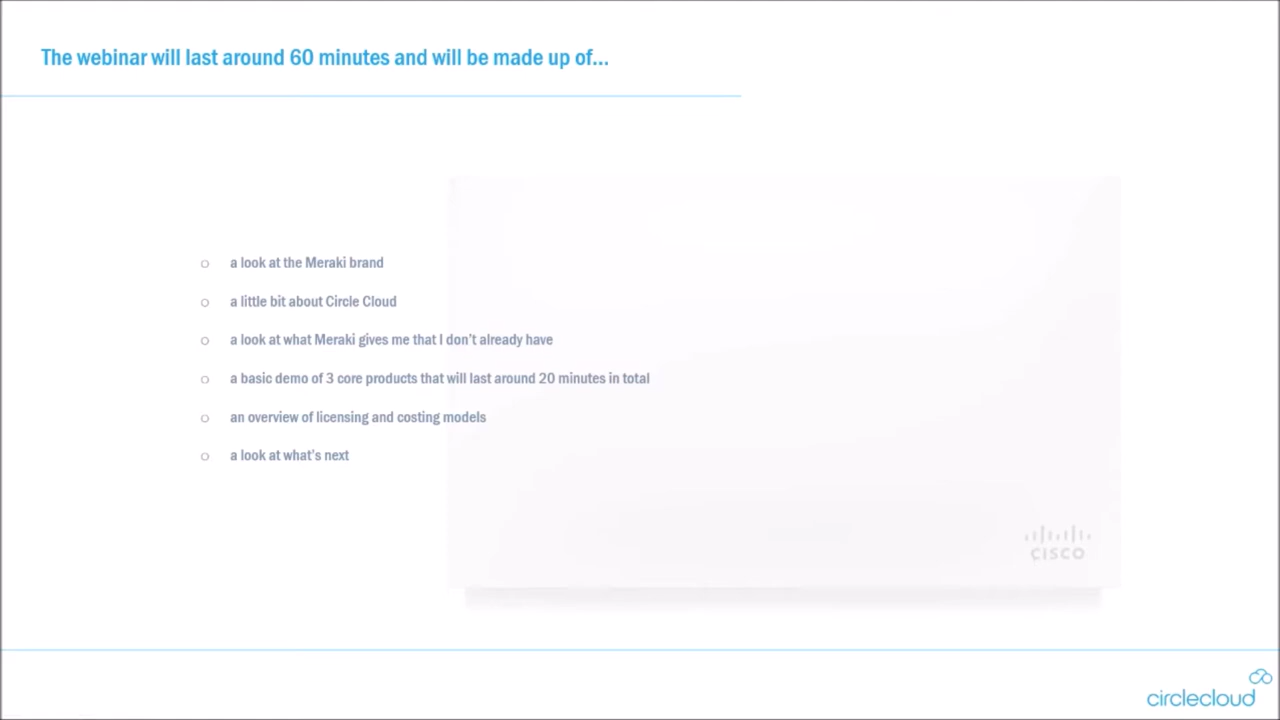 The webinar will last around 60 minutes and will be made up of...
a look at the Meraki brand
a little bit about Circle Cloud
a look at what Meraki gives me that I don't already have
a basic demo of 3 core products that will last around 20 minutes in total
an overview of licensing and costing models
a look at what's next
CISCO
circlecloud